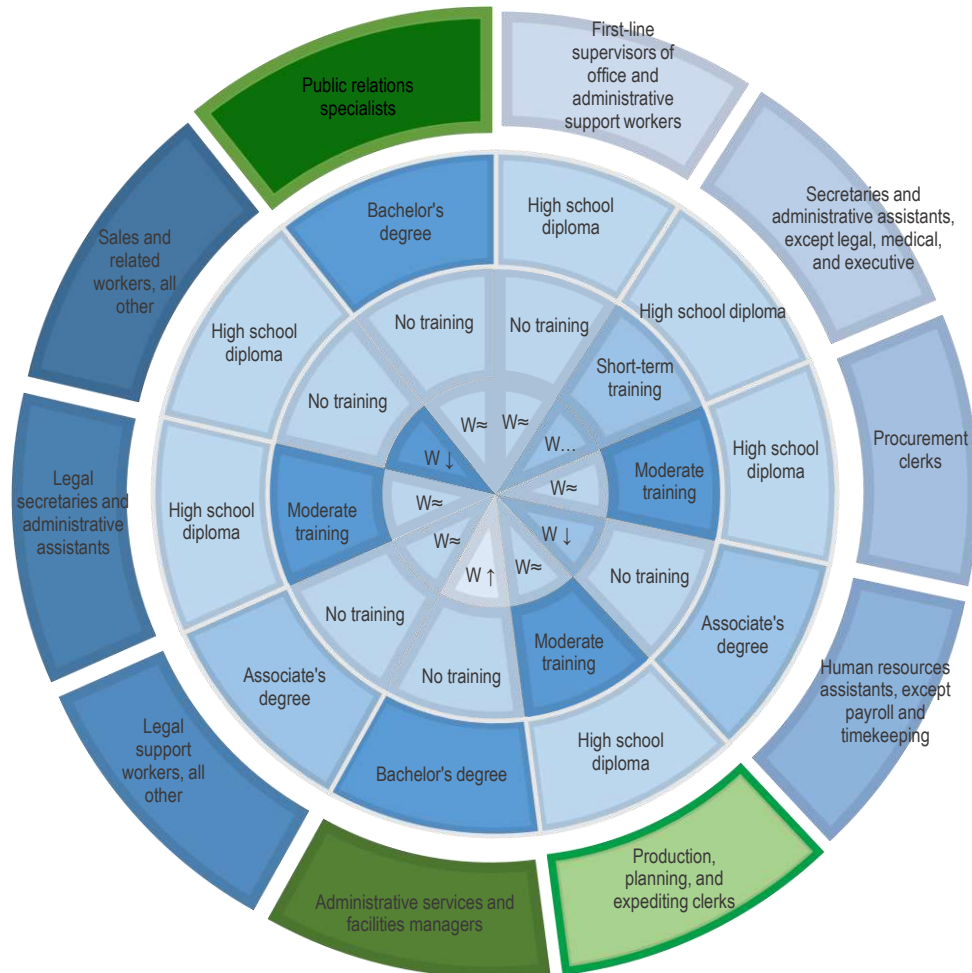 Public relations
specialists
First-line
supervisors of
office and
administrative
support workers
Secretaries and
administrative assistants,
except legal, medical,
and executive
Procurement
clerks
Human resources
assistants, except
payroll and
timekeeping
Production,
planning, and
expediting clerks
Administrative services and
facilities managers
Legal
support
workers, all
other
Legal
secretaries and
administrative
assistants
Sales and
related
workers, all
other
Bachelor's
degree
High school
diploma
High school diploma
High school
diploma
Associate's
degree
High school
diploma
Bachelor's degree
Associate's
degree
High school
diploma
High school
diploma
No training
No training
Short-term
training
Moderate
training
No training
Moderate
training
No training
No training
Moderate
training
No training
W≈
W≈
W…
W≈
W ↓
W≈
W ↑
W≈
W≈
W ↓